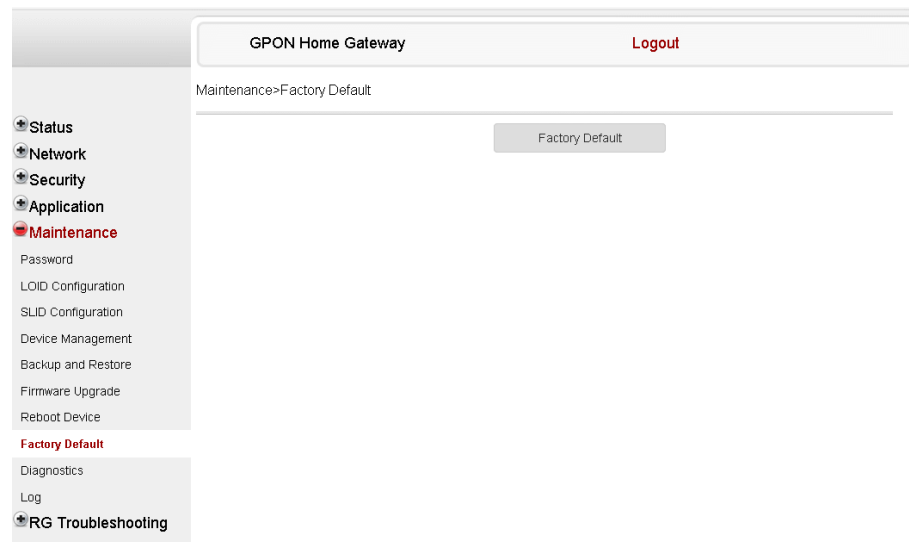 GPON Home Gateway
Logout
Maintenance>Factory Default
Factory Default
Status
Network
Security
Application
Maintenance
Password
LOID Configuration
SLID Configuration
Device Management
Backup and Restore
Firmware Upgrade
Reboot Device
Factory Default
Diagnostics
Log
RG Troubleshooting